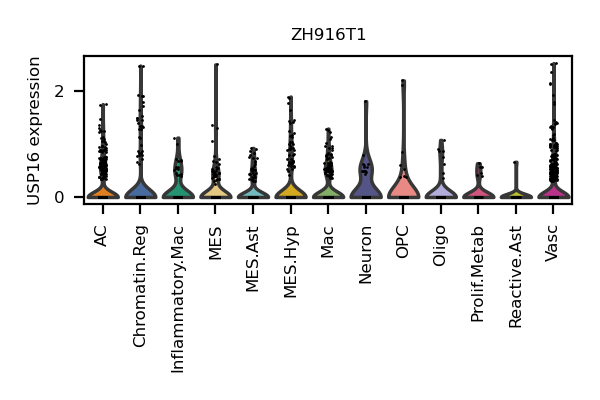 ZH916T1
USP16 expression
2
0
AC
Chromatin.Reg
Inflammatory.Mac
MES
MES.Ast
MES.Hyp
Mac
Neuron
OPC
Oligo
Prolif.Metab
Reactive.Ast
Vasc